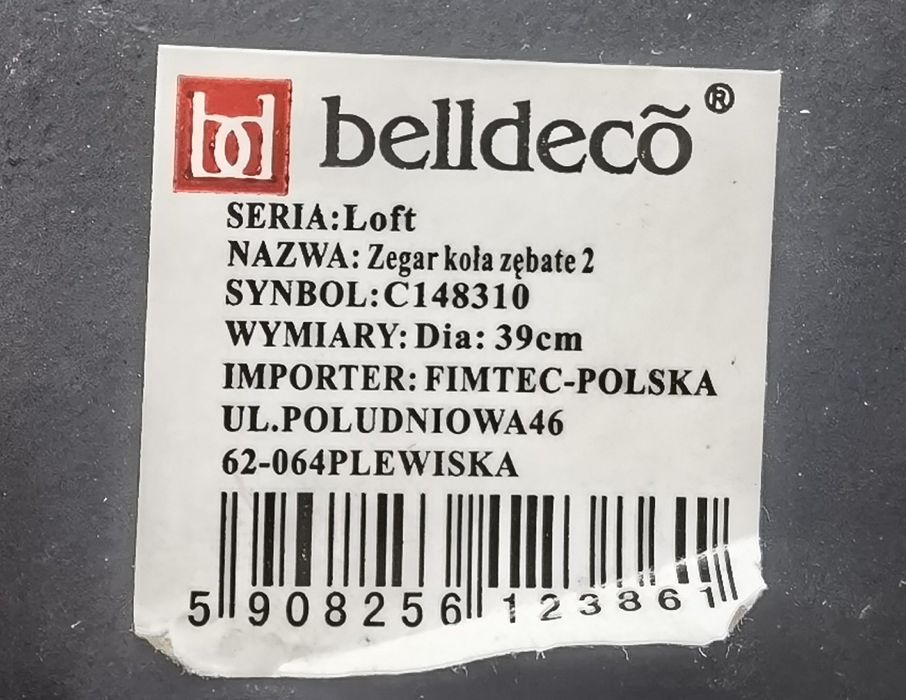 bd belldecõ®
SERIA:Loft
NAZWA: Zegar koła zębate 2
SYNBOL:C148310
WYMIARY: Dia: 39cm
IMPORTER: FIMTEC-POLSKA
UL.POLUDNIOWA46
62-064PLEWISKA
5 908256 123861